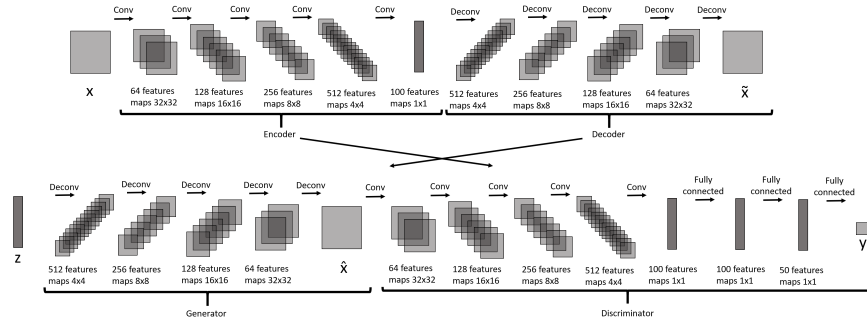 Conv Conv Conv Conv Conv Deconv Deconv Deconv Deconv Deconv
x
64 features
maps 32x32
128 features
maps 16x16
256 features
maps 8x8
512 features
maps 4x4
100 features
maps 1x1
512 features
maps 4x4
256 features
maps 8x8
128 features
maps 16x16
64 features
maps 32x32
x̃
Encoder Decoder
Deconv Deconv Deconv Deconv Deconv Conv Conv Conv Conv Conv Fully
connected
Fully
connected
Fully
connected
z
512 features
maps 4x4
256 features
maps 8x8
128 features
maps 16x16
64 features
maps 32x32
x̂
64 features
maps 32x32
128 features
maps 16x16
256 features
maps 8x8
512 features
maps 4x4
100 features
maps 1x1
100 features
maps 1x1
50 features
maps 1x1
y
Generator Discriminator